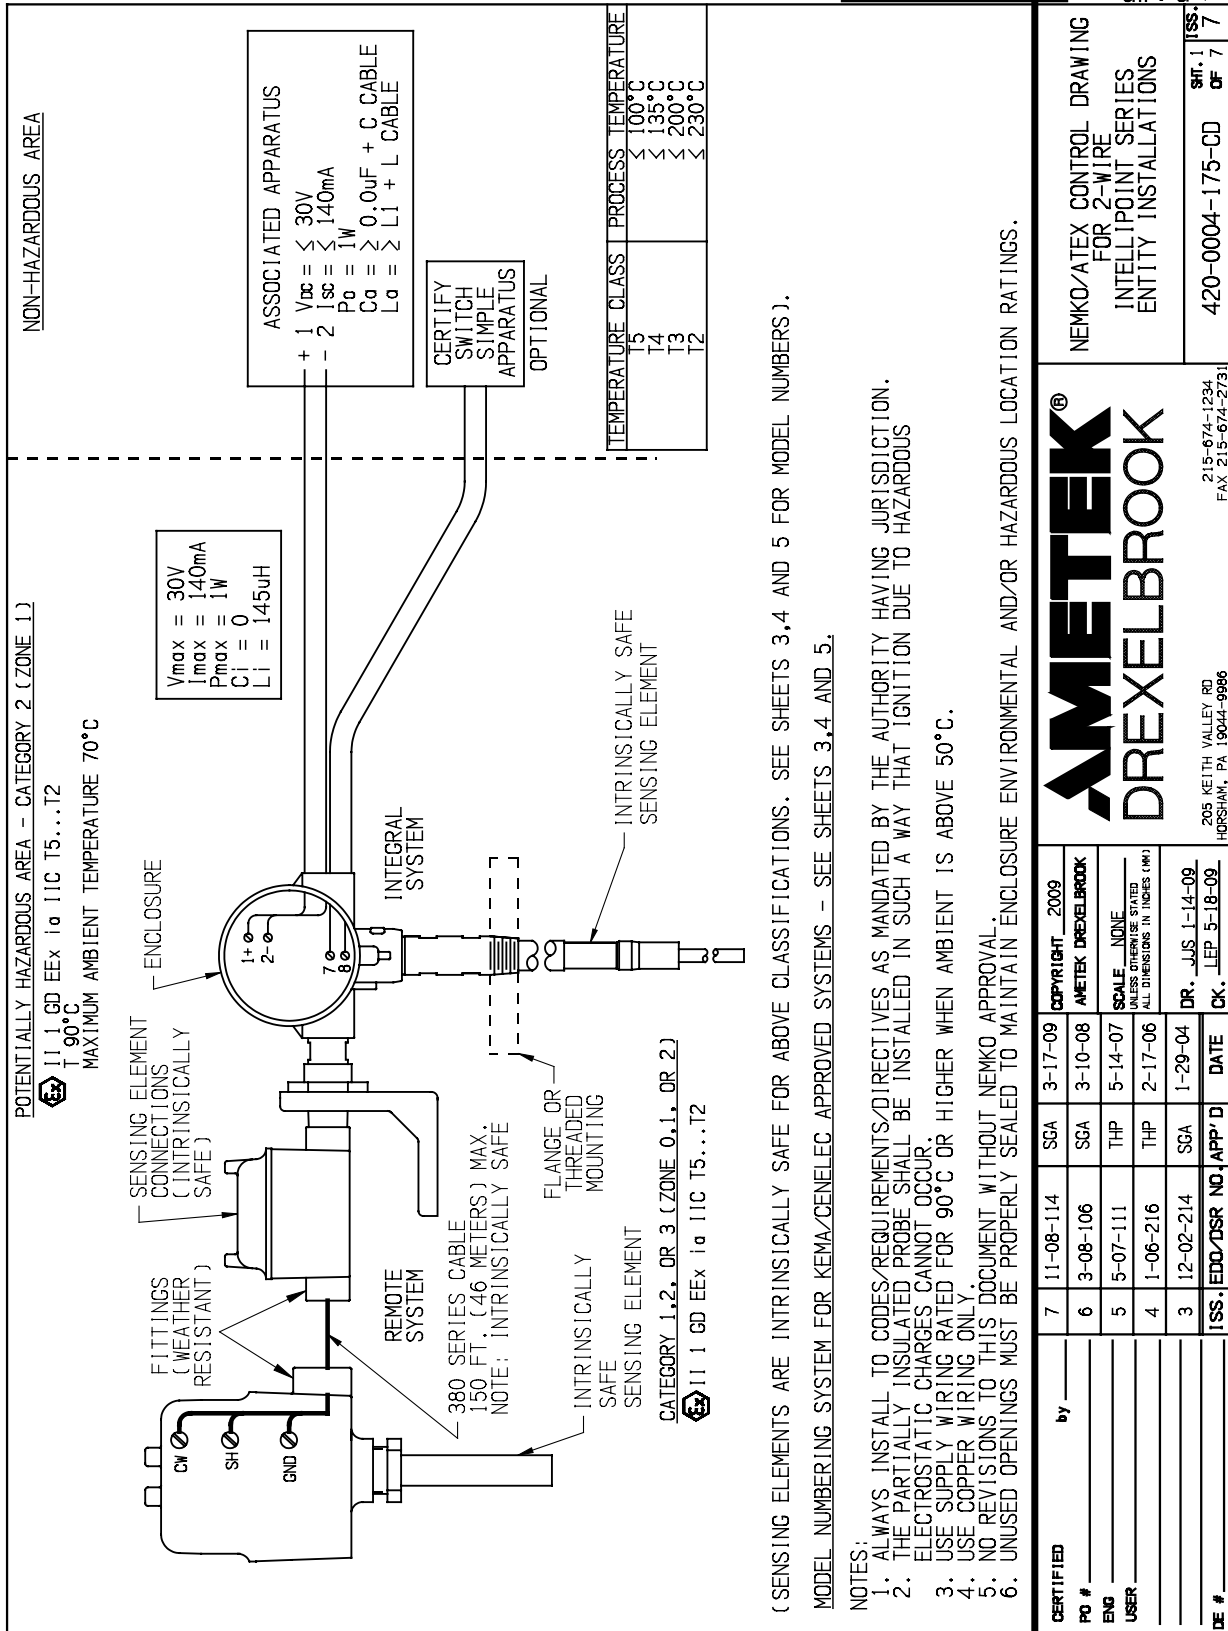 NON-HAZARDOUS AREA
POTENTIALLY HAZARDOUS AREA - CATEGORY 2 (ZONE 1)
Ex II 1 GD EEx ia IIC T5...T2
T 90°C
MAXIMUM AMBIENT TEMPERATURE 70°C
Vmax = 30V
Imax = 140mA
Pmax = 1W
Ci = 0
Li = 145uH
ASSOCIATED APPARATUS
+ 1 Voc = ≤ 30V
- 2 Isc = ≤ 140mA
Po = 1W
Ca = ≥ 0.0uF + C CABLE
La = ≥ L1 + L CABLE
CERTIFY
SWITCH
SIMPLE
APPARATUS
OPTIONAL
TEMPERATURE CLASS PROCESS TEMPERATURE
T5 ≤ 100°C
T4 ≤ 135°C
T3 ≤ 200°C
T2 ≤ 230°C
ENCLOSURE
SENSING ELEMENT
CONNECTIONS
(INTRINSICALLY
SAFE)
FITTINGS
(WEATHER
RESISTANT)
1+
2-
7
8
CW
SH
GND
INTEGRAL
SYSTEM
REMOTE
SYSTEM
INTRINSICALLY SAFE
SENSING ELEMENT
380 SERIES CABLE
150 FT. (46 METERS) MAX.
NOTE: INTRINSICALLY SAFE
FLANGE OR
THREADED
MOUNTING
INTRINSICALLY
SAFE
SENSING ELEMENT
CATEGORY 1,2, OR 3 (ZONE 0,1, OR 2)
Ex II 1 GD EEx ia IIC T5...T2
(SENSING ELEMENTS ARE INTRINSICALLY SAFE FOR ABOVE CLASSIFICATIONS. SEE SHEETS 3,4 AND 5 FOR MODEL NUMBERS).
MODEL NUMBERING SYSTEM FOR KEMA/CENELEC APPROVED SYSTEMS - SEE SHEETS 3,4 AND 5.
NOTES:
1. ALWAYS INSTALL TO CODES/REQUIREMENTS/DIRECTIVES AS MANDATED BY THE AUTHORITY HAVING JURISDICTION.
2. THE PARTIALLY INSULATED PROBE SHALL BE INSTALLED IN SUCH A WAY THAT IGNITION DUE TO HAZARDOUS
ELECTROSTATIC CHARGES CANNOT OCCUR.
3. USE SUPPLY WIRING RATED FOR 90°C OR HIGHER WHEN AMBIENT IS ABOVE 50°C.
4. USE COPPER WIRING ONLY.
5. NO REVISIONS TO THIS DOCUMENT WITHOUT NEMKO APPROVAL.
6. UNUSED OPENINGS MUST BE PROPERLY SEALED TO MAINTAIN ENCLOSURE ENVIRONMENTAL AND/OR HAZARDOUS LOCATION RATINGS.
CERTIFIED by
PO #
ENG
USER
DE #
7 11-08-114 SGA 3-17-09
6 3-08-106 SGA 3-10-08
5 5-07-111 THP 5-14-07
4 1-06-216 THP 2-17-06
3 12-02-214 SGA 1-29-04
ISS. EDO/DSR NO. APP'D DATE
COPYRIGHT 2009
AMETEK DREXELBROOK
SCALE NONE
UNLESS OTHERWISE STATED
ALL DIMENSIONS IN INCHES (MM)
DR. JJS 1-14-09
CK. LEP 5-18-09
AMETEK®
DREXELBROOK
205 KEITH VALLEY RD
HORSHAM, PA 19044-9986
215-674-1234
FAX 215-674-2731
NEMKO/ATEX CONTROL DRAWING
FOR 2-WIRE
INTELLIPOINT SERIES
ENTITY INSTALLATIONS
420-0004-175-CD
SHT. 1
OF 7
ISS.
7